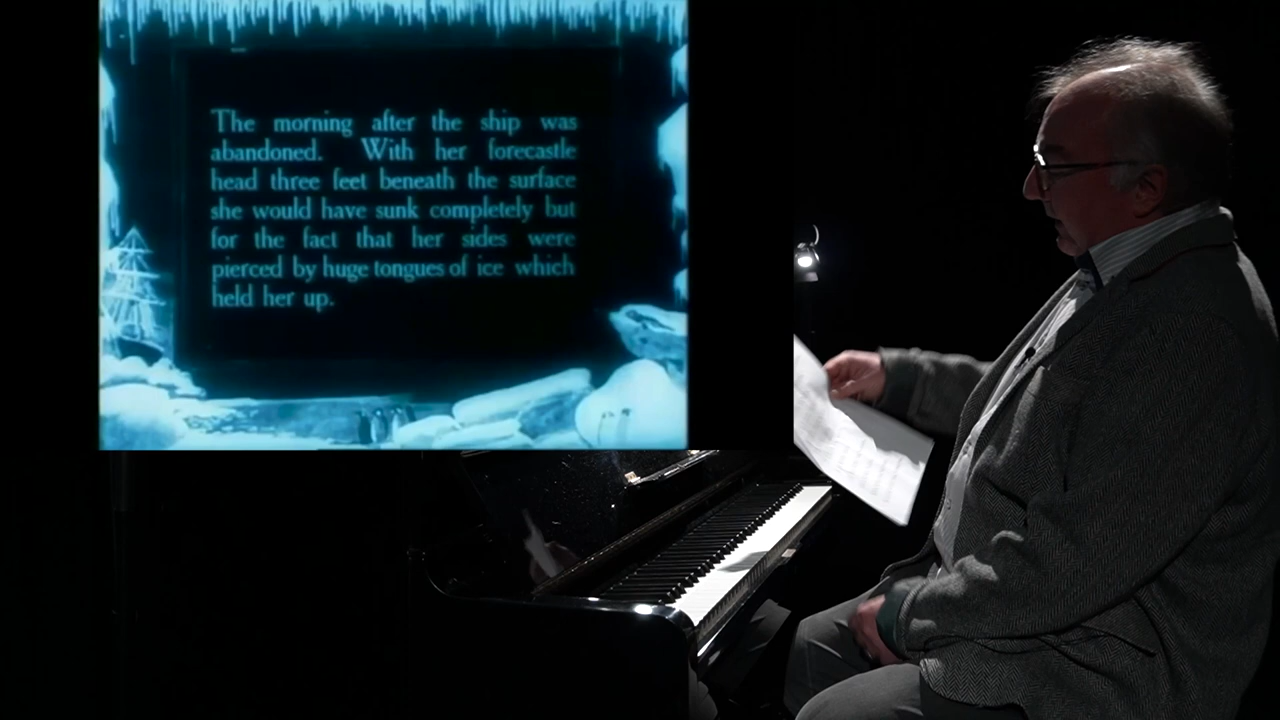 The morning after the ship was
abandoned. With her forecastle
head three feet beneath the surface
she would have sunk completely but
for the fact that her sides were
pierced by huge tongues of ice which
held her up.